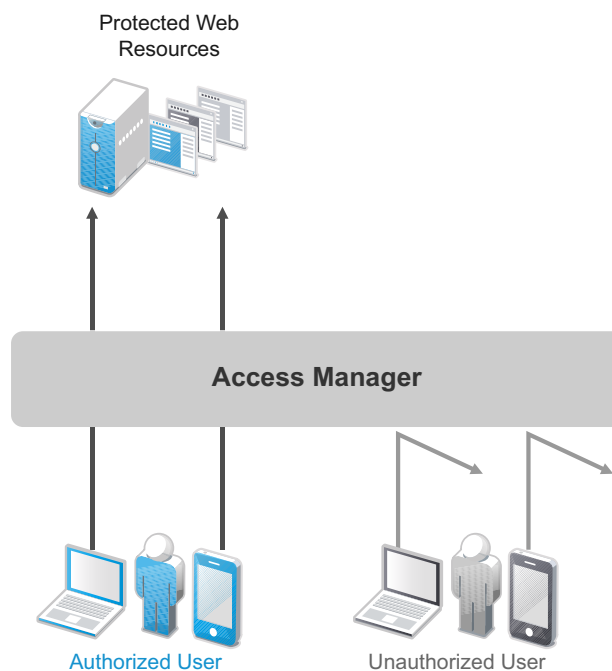 Protected Web
Resources
Access Manager
Authorized User
Unauthorized User